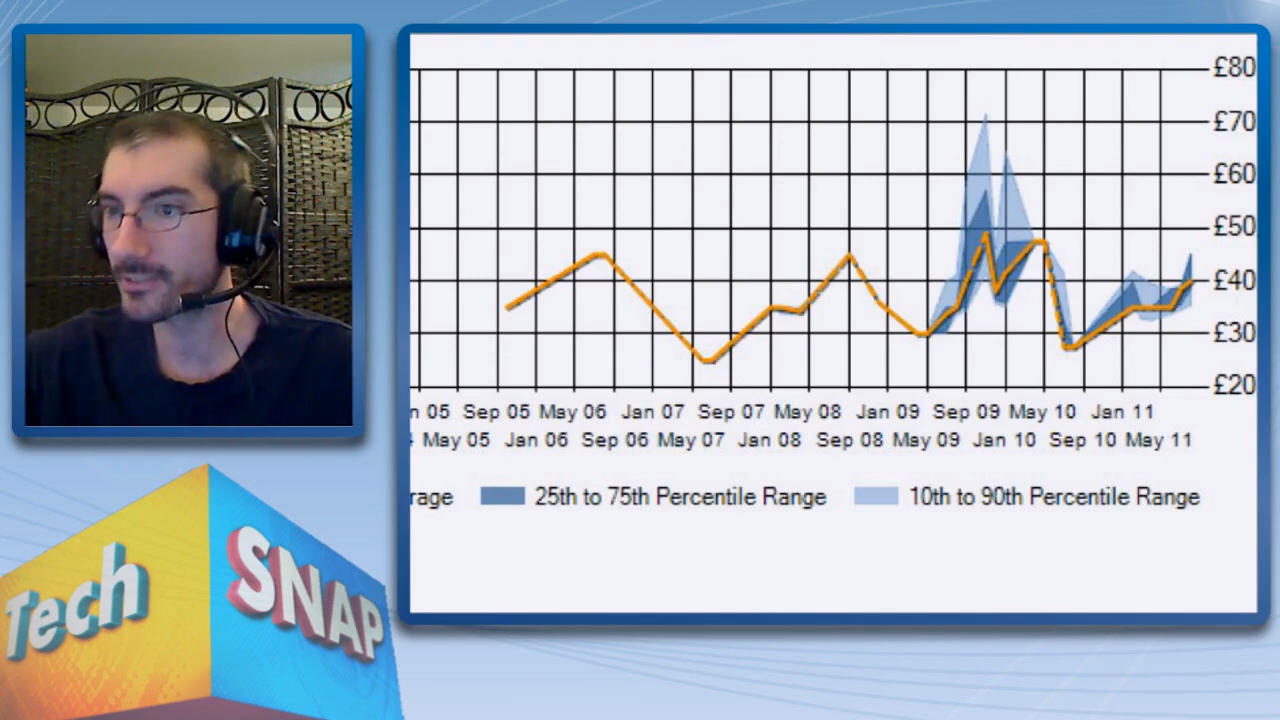 £80
£70
£60
£50
£40
£30
£20
n 05 Sep 05 May 06 Jan 07 Sep 07 May 08 Jan 09 Sep 09 May 10 Jan 11
May 05 Jan 06 Sep 06 May 07 Jan 08 Sep 08 May 09 Jan 10 Sep 10 May 11
rage 25th to 75th Percentile Range 10th to 90th Percentile Range
Tech
SNAP